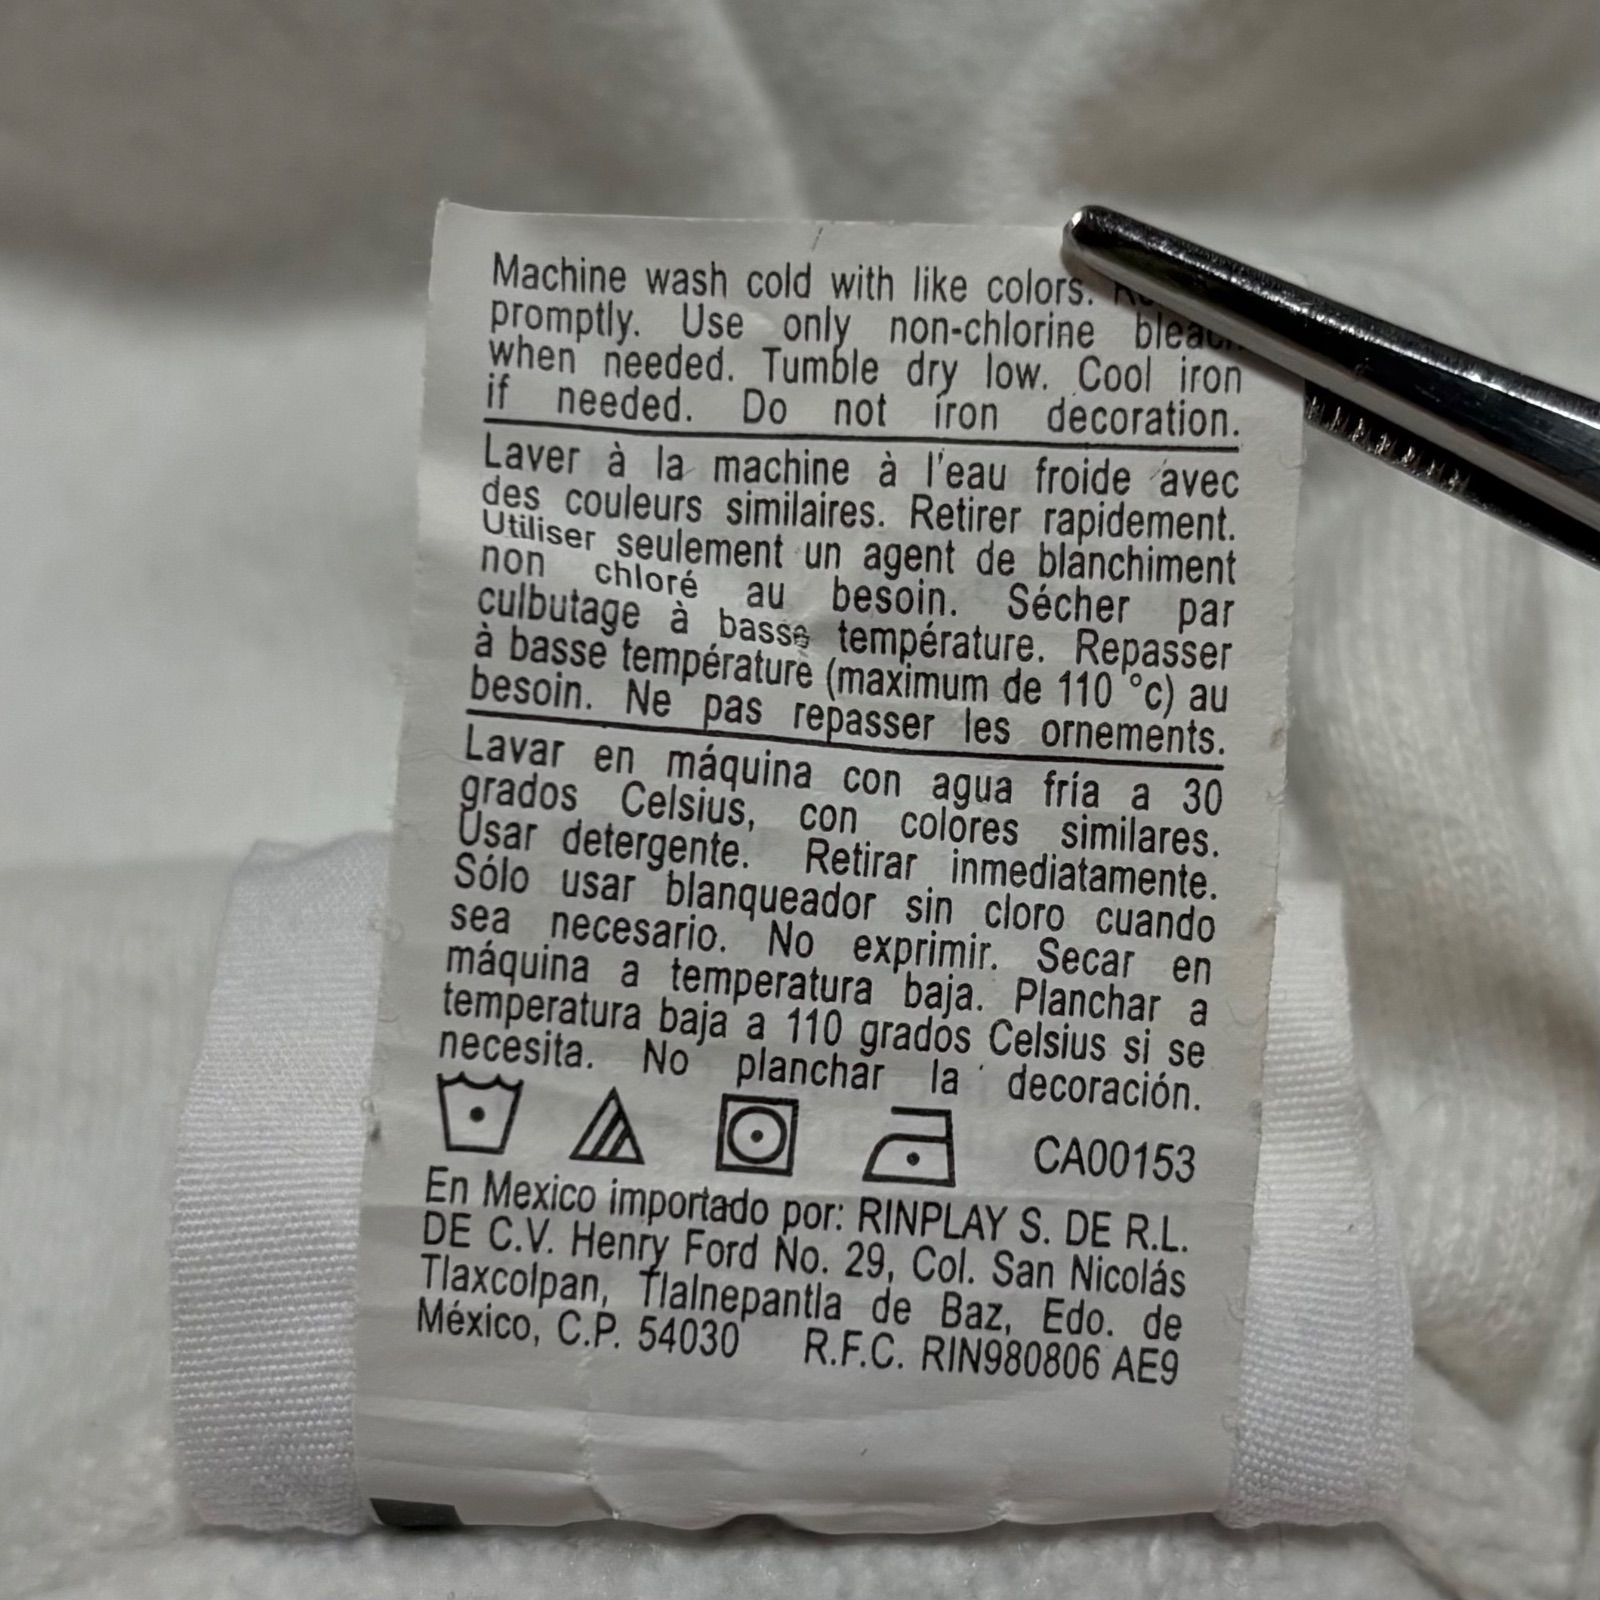 Machine wash cold with like colors.
promptly. Use only non-chlorine bleach
when needed. Tumble dry low. Cool iron
if needed. Do not iron decoration.
Laver à la machine à l'eau froide avec
des couleurs similaires. Retirer rapidement.
Utiliser seulement un agent de blanchiment
non chloré au besoin. Sécher par
culbutage à basse température. Repasser
à basse température (maximum de 110 °c) au
besoin. Ne pas repasser les ornements.
Lavar en máquina con agua fría a 30
grados Celsius, con colores similares.
Usar detergente. Retirar inmediatamente.
Sólo usar blanqueador sin cloro cuando
sea necesario. No exprimir. Secar en
máquina a temperatura baja. Planchar a
temperatura baja a 110 grados Celsius si se
necesita. No planchar la decoración.
CA00153
En Mexico importado por: RINPLAY S. DE R.L.
DE C.V. Henry Ford No. 29, Col. San Nicolás
Tlaxcolpan, Tlalnepantla de Baz, Edo. de
México, C.P. 54030 R.F.C. RIN980806 AE9